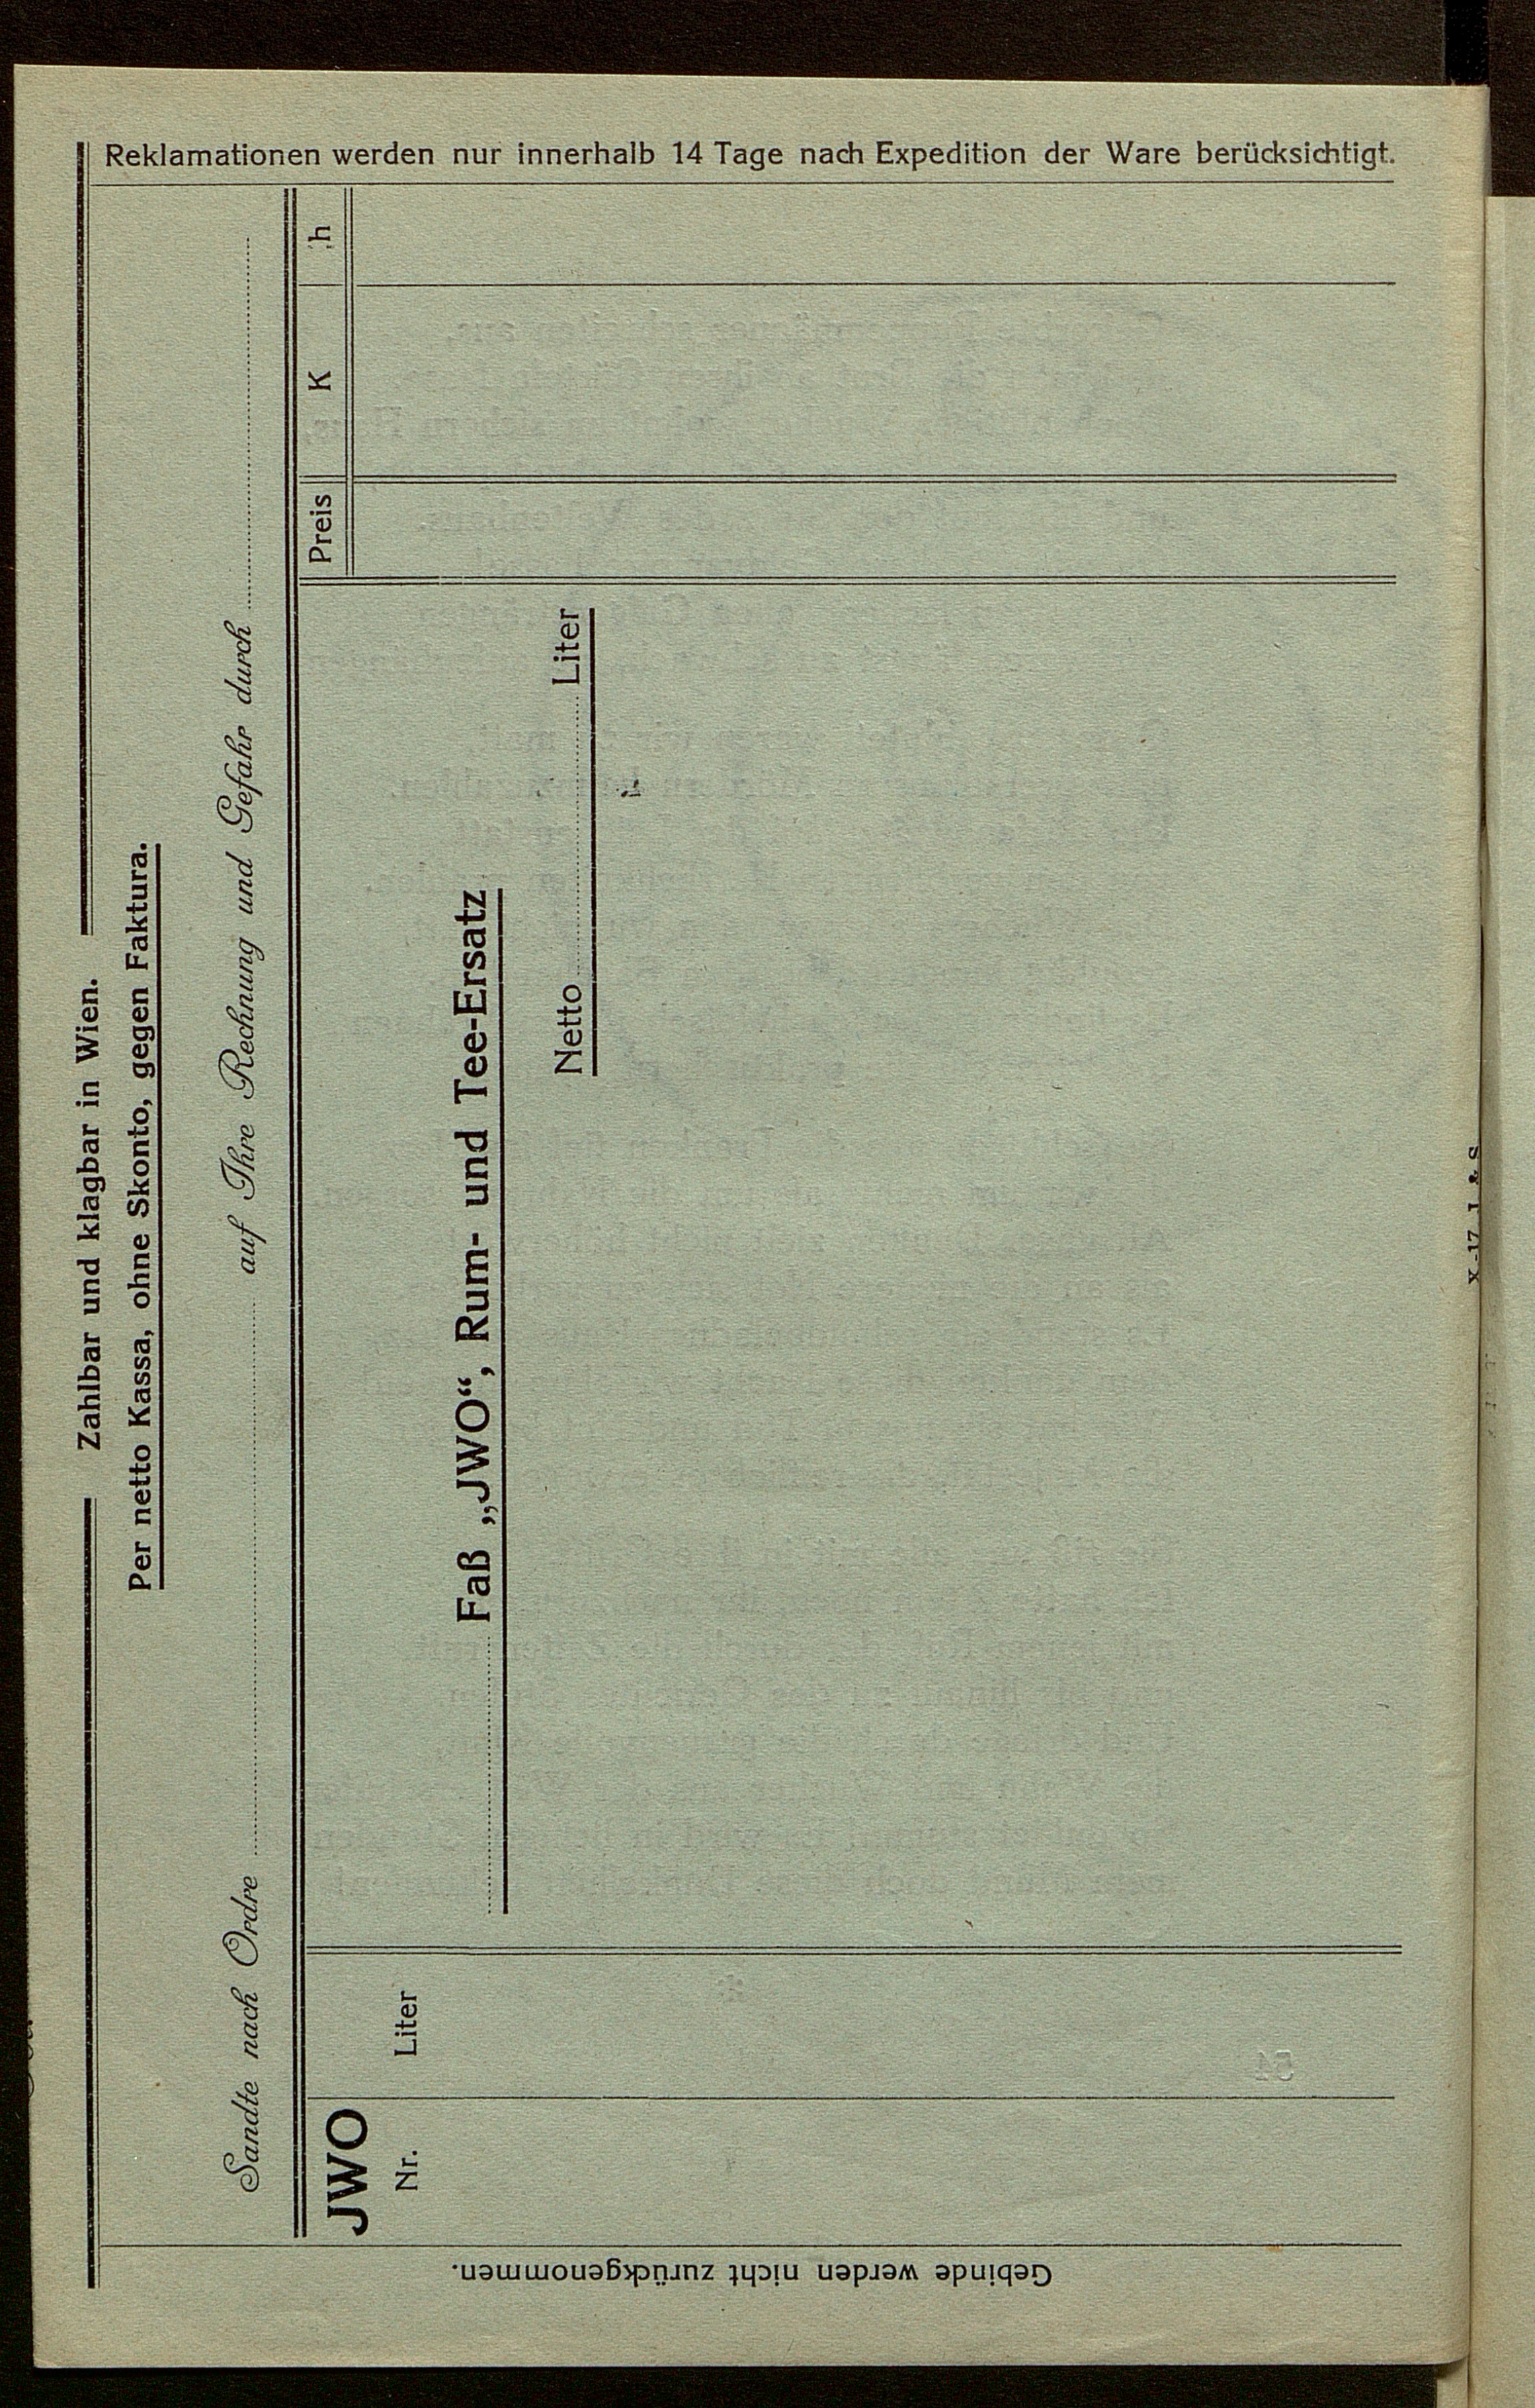 Zahlbar und klagbar in Wien.
Per netto Kassa, ohne Skonto, gegen Faktura.
Sandte nach Ordre auf Ihre Rechnung und Gefahr durch
JWO
Nr. Liter
Preis K h
Faß „JWO“, Rum- und Tee-Ersatz
Netto Liter
Reklamationen werden nur innerhalb 14 Tage nach Expedition der Ware berücksichtigt.
Gebinde werden nicht zurückgenommen.
X-17 J. & S.